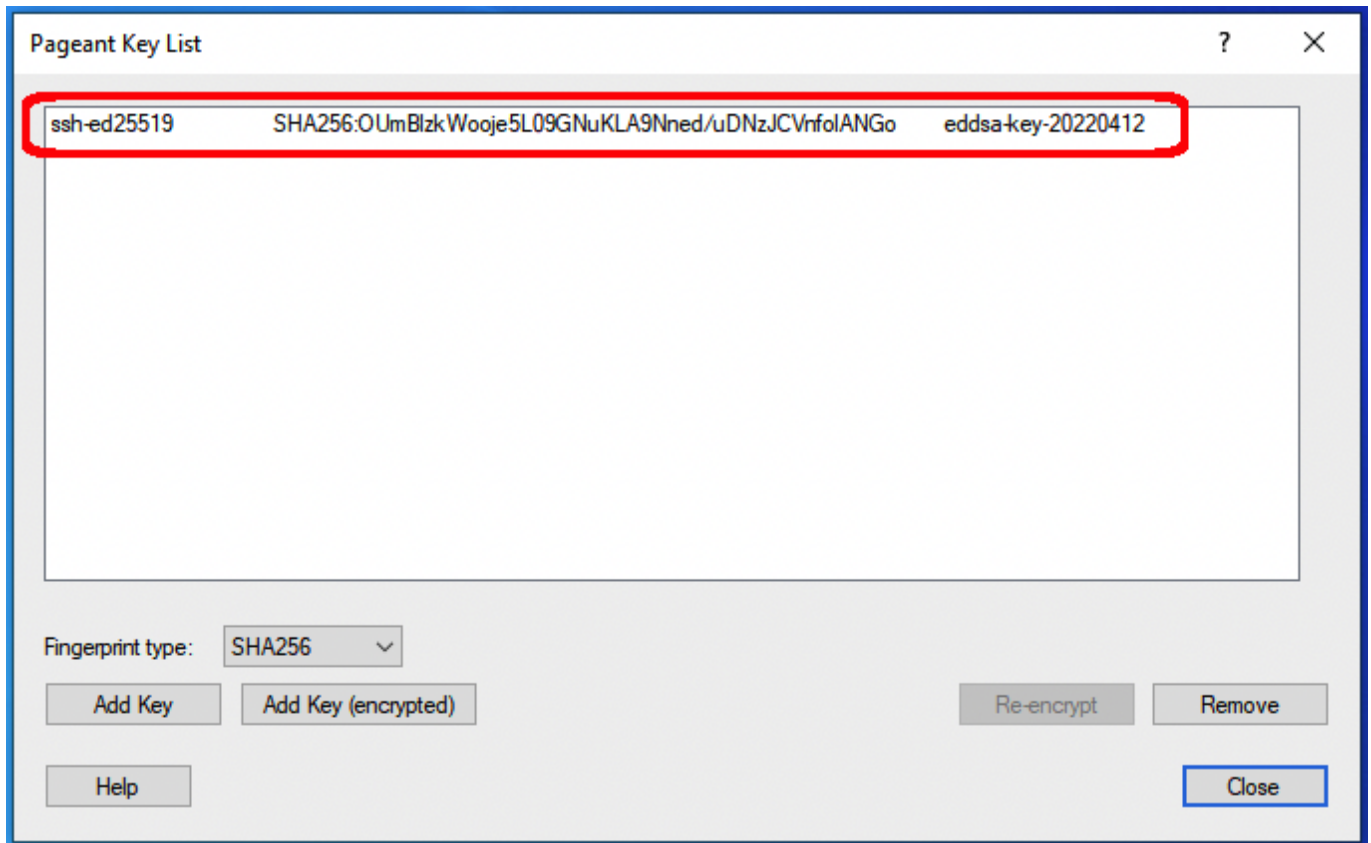 Pageant Key List ? ×
ssh-ed25519 SHA256:OUmBlzkWooje5L09GNuKLA9Nned/uDNzJCVnfolANGo eddsa-key-20220412
Fingerprint type: SHA256
Add Key Add Key (encrypted) Re-encrypt Remove
Help Close